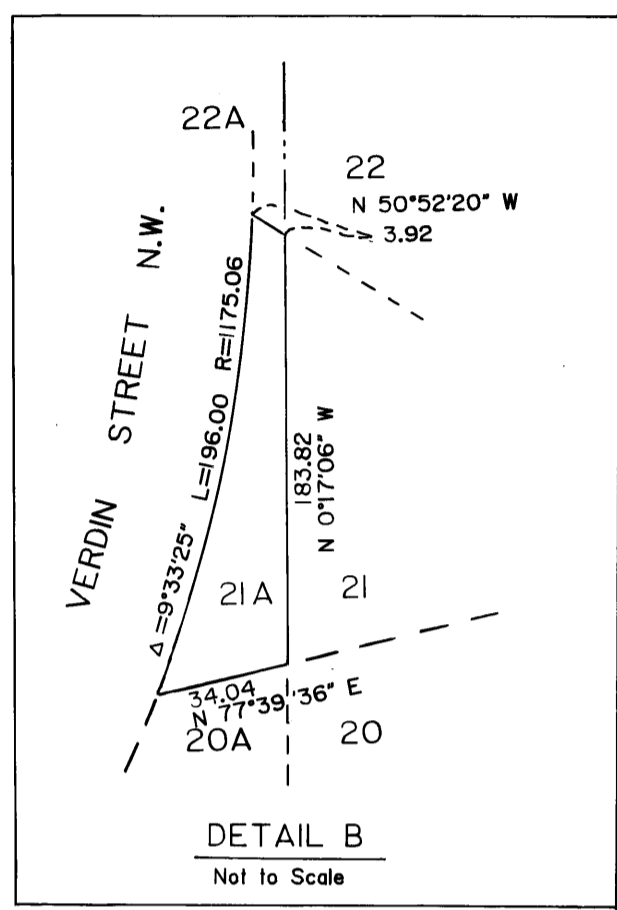 22A
22
N 50°52'20" W
3.92
VERDIN STREET N.W.
Δ=9°33'25" L=196.00 R=1175.06
183.82
N 0°17'06" W
21A
21
34.04
N 77°39'36" E
20A
20
DETAIL B
Not to Scale